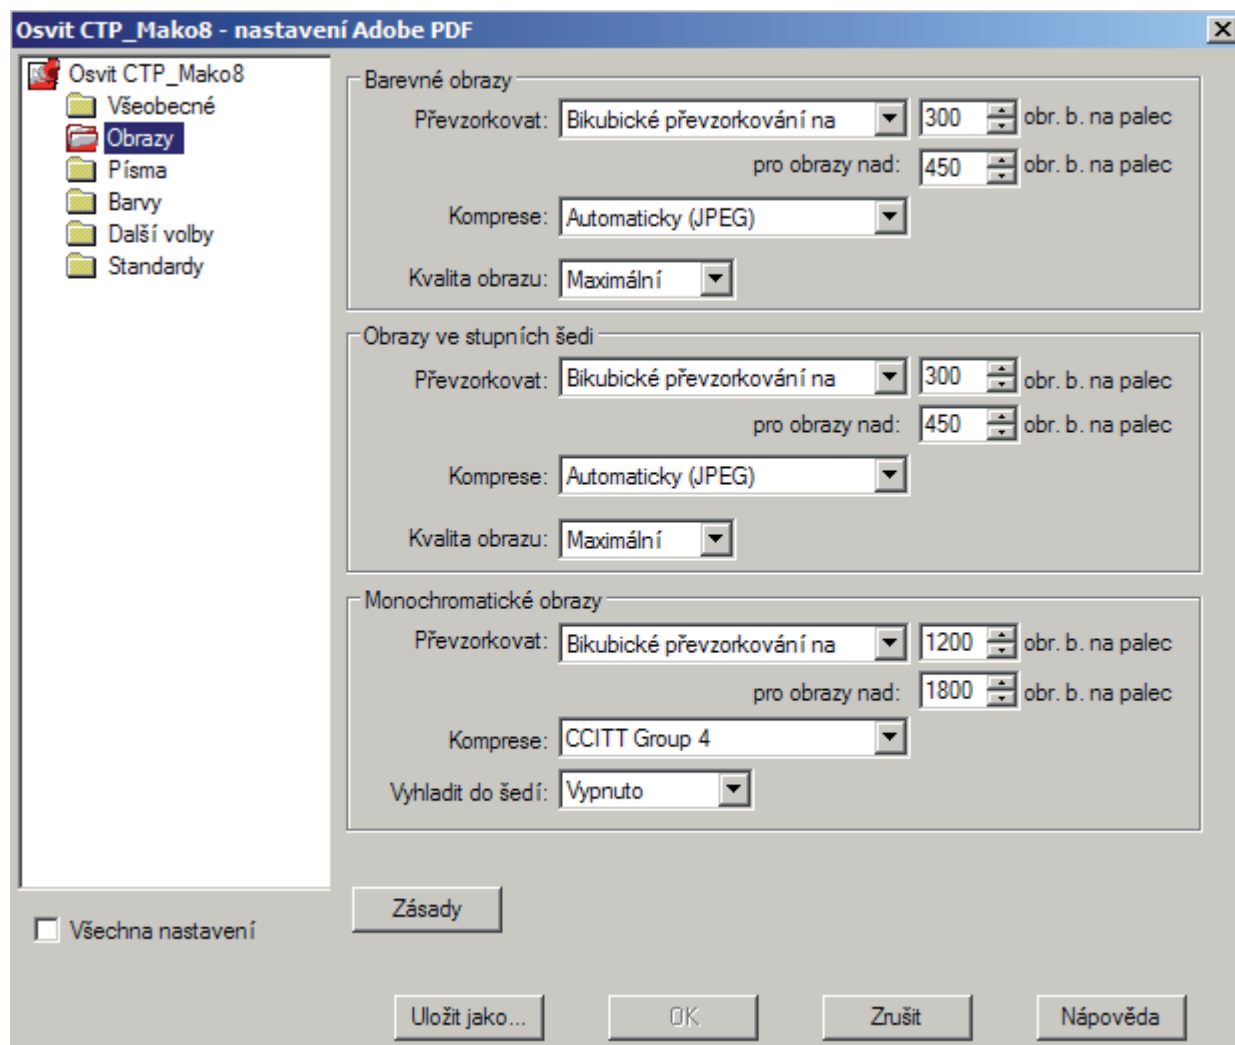 Osvit CTP_Mako8 - nastavení Adobe PDF
Osvit CTP_Mako8
Všeobecné
Obrazy
Písma
Barvy
Další volby
Standardy
Všechna nastavení
Barevné obrazy
Převzorkovat: Bikubické převzorkování na 300 obr. b. na palec
pro obrazy nad: 450 obr. b. na palec
Komprese: Automaticky (JPEG)
Kvalita obrazu: Maximální
Obrazy ve stupních šedi
Převzorkovat: Bikubické převzorkování na 300 obr. b. na palec
pro obrazy nad: 450 obr. b. na palec
Komprese: Automaticky (JPEG)
Kvalita obrazu: Maximální
Monochromatické obrazy
Převzorkovat: Bikubické převzorkování na 1200 obr. b. na palec
pro obrazy nad: 1800 obr. b. na palec
Komprese: CCITT Group 4
Vyhladit do šedí: Vypnuto
Zásady
Uložit jako... OK Zrušit Nápověda